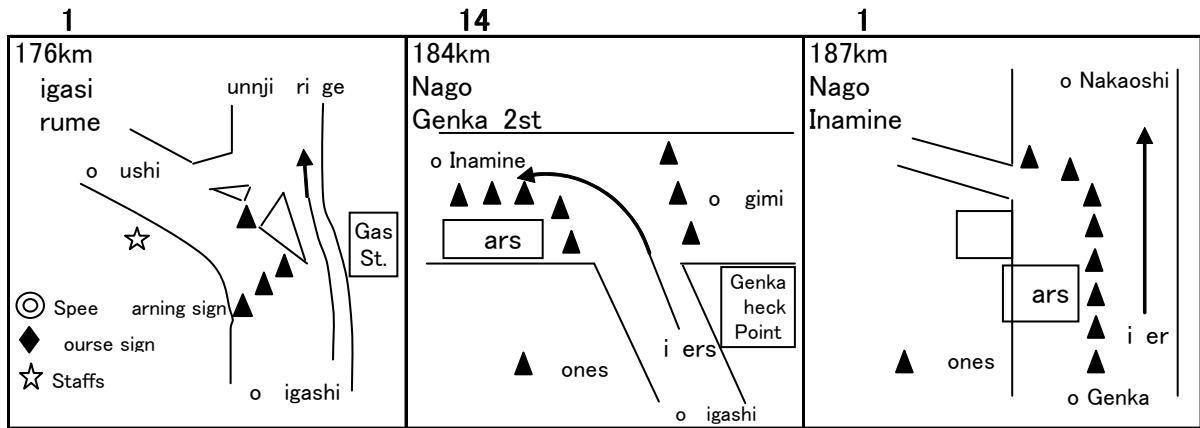 1
14
1
176km
igasi
rume
unnji ri ge
o ushi
Gas
St.
Spee arning sign
ourse sign
Staffs
o igashi
184km
Nago
Genka 2st
o Inamine
o gimi
ars
Genka
heck
Point
i ers
ones
o igashi
187km
Nago
Inamine
o Nakaoshi
ars
i er
ones
o Genka